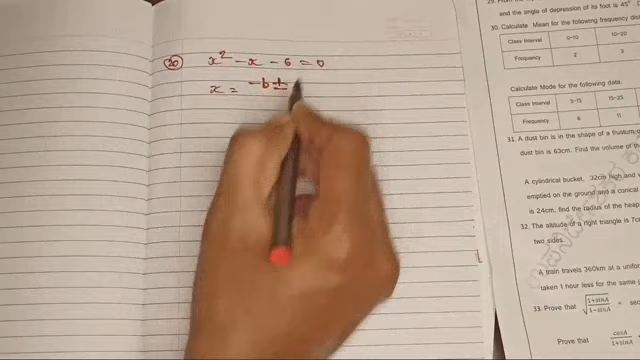 20 x² - x - 6 = 0
x = -b ±
and the angle of depression of its foot is 45°
30. Calculate Mean for the following frequency dis
Class Interval 0-10 10-20
Frequency 2 3
Calculate Mode for the following frequency
Class Interval 5-15 15-25
Frequency 6 11
31. A dust bin is in the shape of a frustum o
dust bin is 63cm. Find the volume of the
A cylindrical bucket, 32cm high and
emptied on the ground and a conical
is 24cm, find the radius of the heap
32. The altitude of a right triangle is 7c
two sides.
A train travels 360km at a unifor
taken 1 hour less for the same j
33. Prove that √(1+sinA / 1-sinA) = sec
Prove that cosA / 1+sinA +